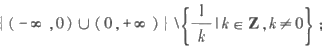 | ( - ∞ ,0) ∪ ( 0, + ∞ ) | \ { 1/k | k ∈ Z, k ≠ 0 } ;